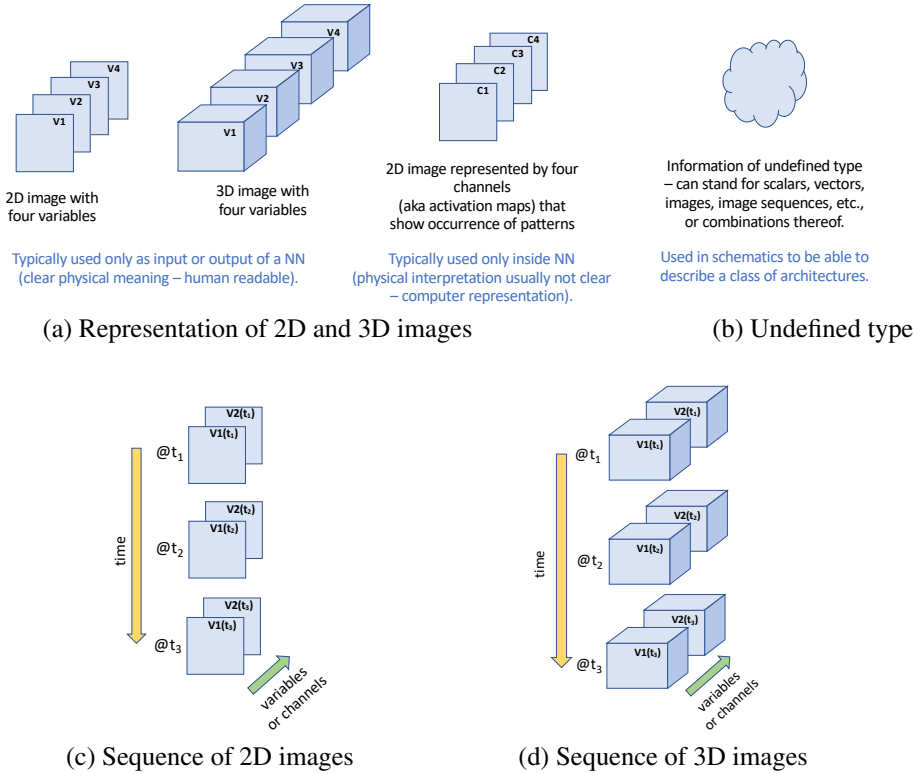 V4
V3
V2
V1
2D image with
four variables
V4
V3
V2
V1
3D image with
four variables
Typically used only as input or output of a NN
(clear physical meaning – human readable).
C4
C3
C2
C1
2D image represented by four
channels
(aka activation maps) that
show occurrence of patterns
Typically used only inside NN
(physical interpretation usually not clear
– computer representation).
Information of undefined type
– can stand for scalars, vectors,
images, image sequences, etc.,
or combinations thereof.
Used in schematics to be able to
describe a class of architectures.
(a) Representation of 2D and 3D images
(b) Undefined type
time
@t₁
V2(t₁)
V1(t₁)
@t₂
V2(t₂)
V1(t₂)
@t₃
V2(t₃)
V1(t₃)
variables
or channels
(c) Sequence of 2D images
time
@t₁
V2(t₁)
V1(t₁)
@t₂
V2(t₂)
V1(t₂)
@t₃
V2(t₃)
V1(t₃)
variables
or channels
(d) Sequence of 3D images